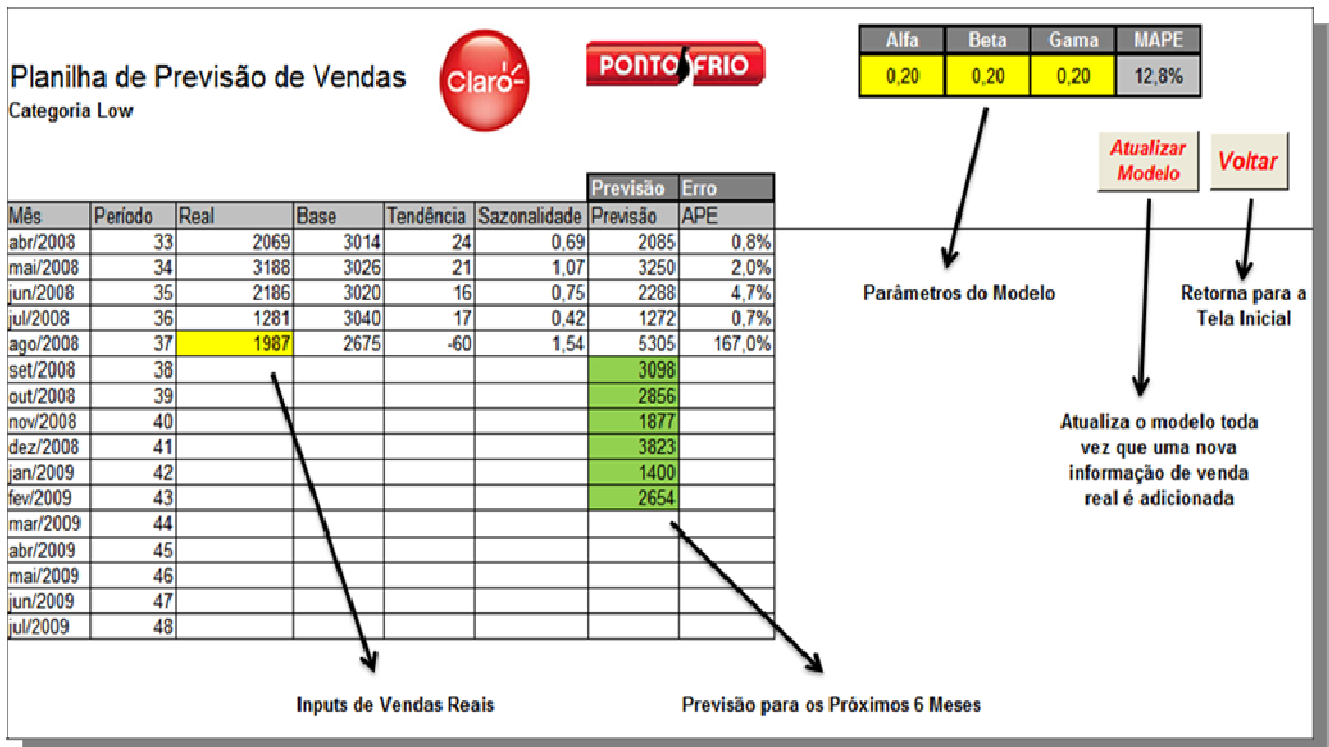 Planilha de Previsão de Vendas
Categoria Low
Claro
PONTO FRIO
Alfa Beta Gama MAPE
0,20 0,20 0,20 12,8%
Atualizar
Modelo
Voltar
Previsão Erro
Mês Período Real Base Tendência Sazonalidade Previsão APE
abr/2008 33 2069 3014 24 0,69 2085 0,8%
mai/2008 34 3188 3026 21 1,07 3250 2,0%
jun/2008 35 2186 3020 16 0,75 2288 4,7%
jul/2008 36 1281 3040 17 0,42 1272 0,7%
ago/2008 37 1987 2675 -60 1,54 5305 167,0%
set/2008 38 3098
out/2008 39 2856
nov/2008 40 1877
dez/2008 41 3823
jan/2009 42 1400
fev/2009 43 2654
mar/2009 44
abr/2009 45
mai/2009 46
jun/2009 47
jul/2009 48
Parâmetros do Modelo
Retorna para a
Tela Inicial
Atualiza o modelo toda
vez que uma nova
informação de venda
real é adicionada
Inputs de Vendas Reais
Previsão para os Próximos 6 Meses